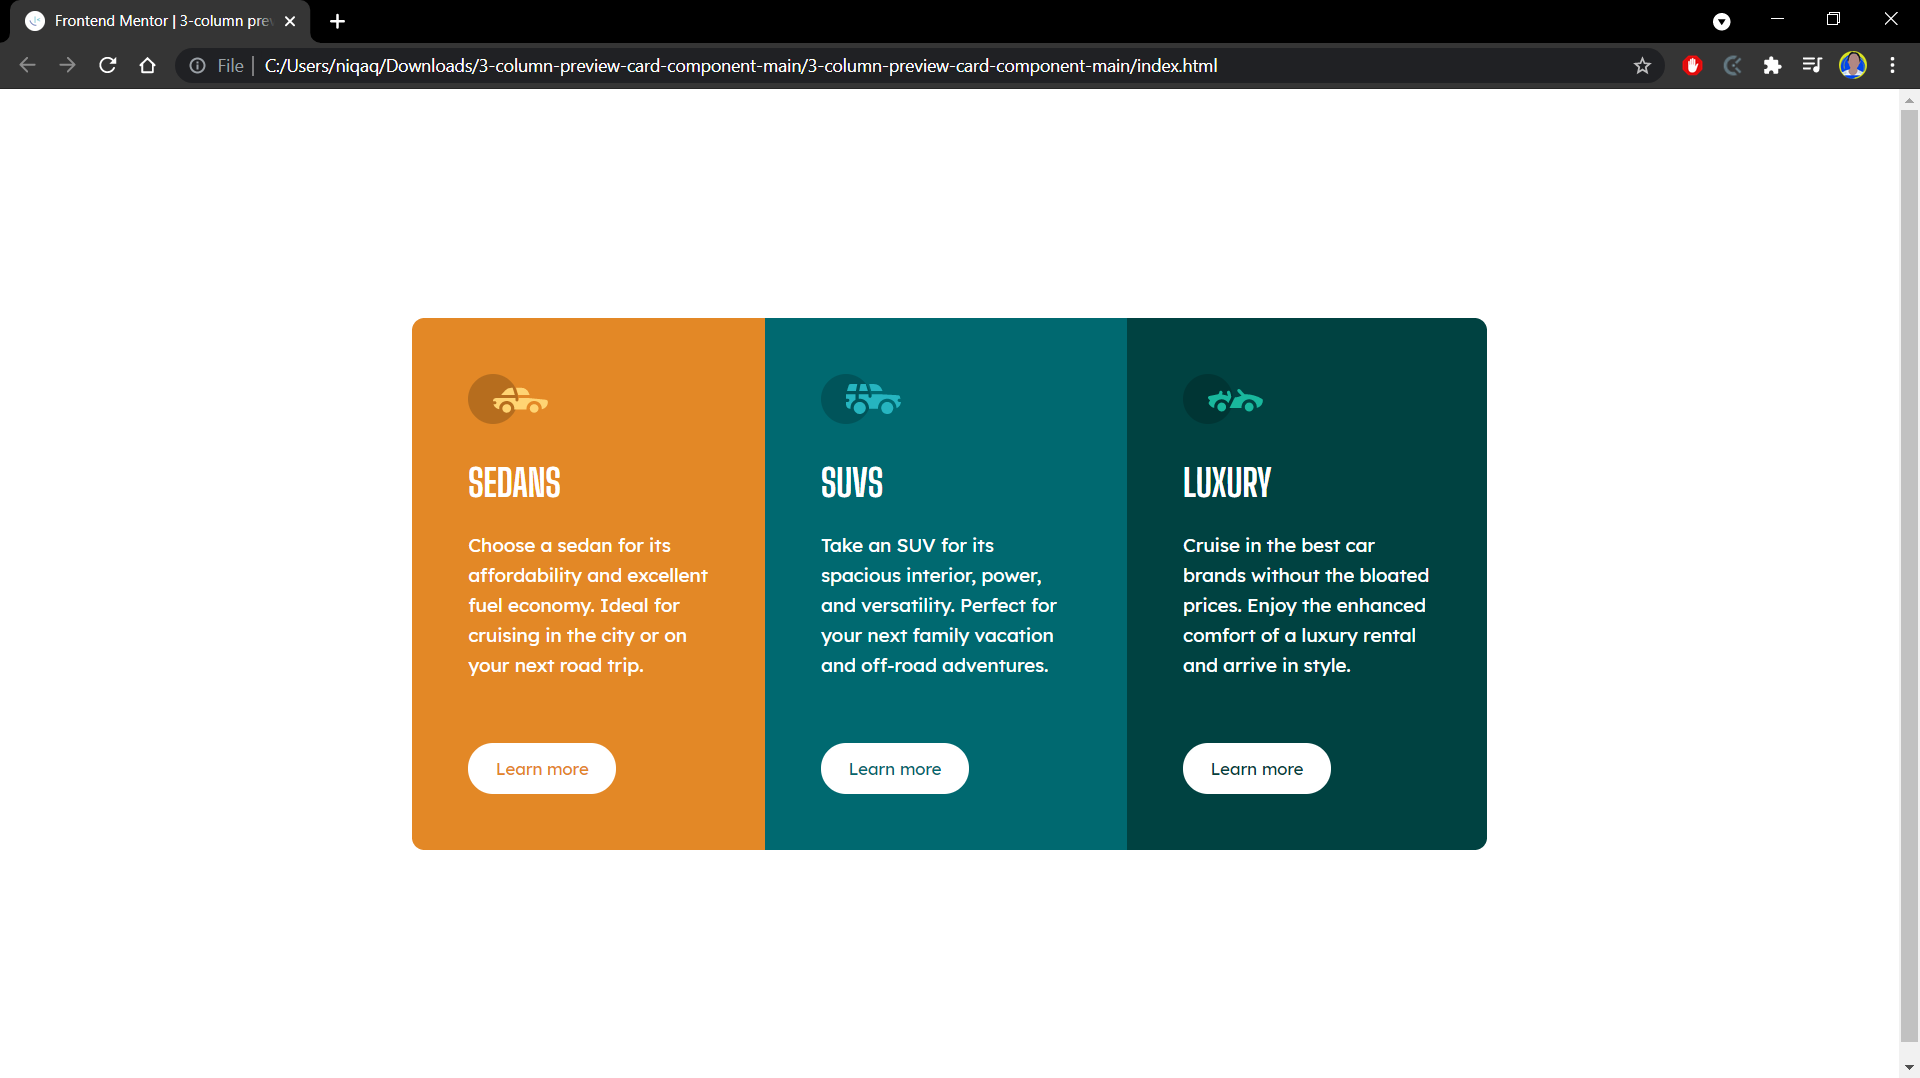 Frontend Mentor | 3-column prev
File
C:/Users/niqaq/Downloads/3-column-preview-card-component-main/3-column-preview-card-component-main/index.html
SEDANS
Choose a sedan for its
affordability and excellent
fuel economy. Ideal for
cruising in the city or on
your next road trip.
Learn more
SUVS
Take an SUV for its
spacious interior, power,
and versatility. Perfect for
your next family vacation
and off-road adventures.
Learn more
LUXURY
Cruise in the best car
brands without the bloated
prices. Enjoy the enhanced
comfort of a luxury rental
and arrive in style.
Learn more